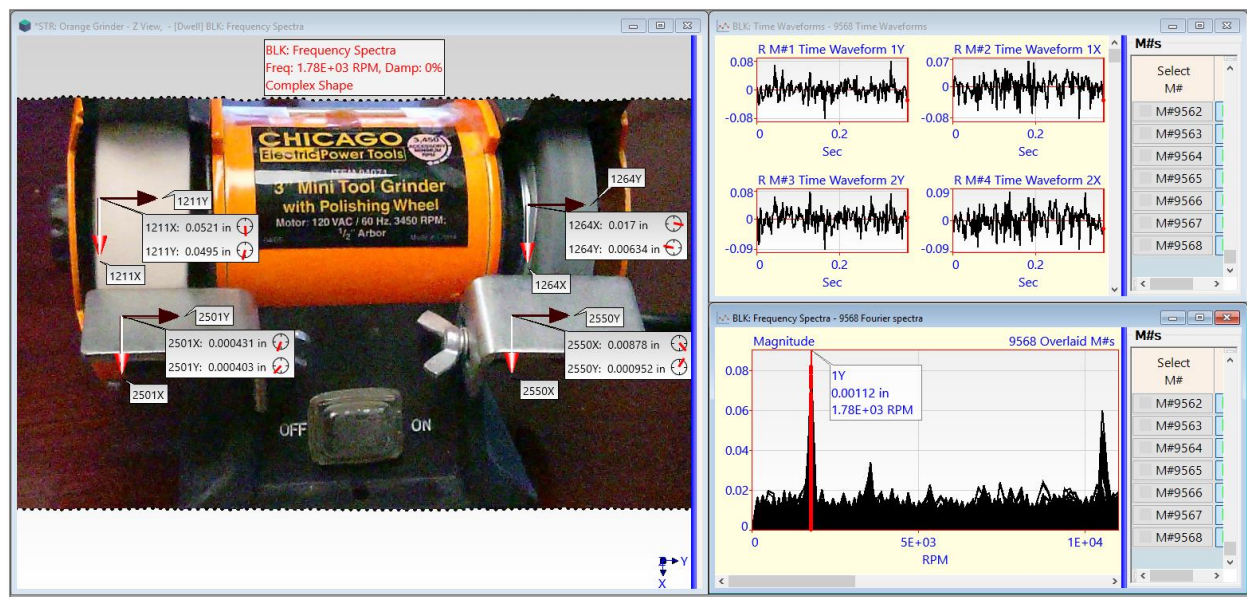 *STR: Orange Grinder - Z View, - [Dwell] BLK: Frequency Spectra
BLK: Frequency Spectra
Freq: 1.78E+03 RPM, Damp: 0%
Complex Shape
CHICAGO
Electric Power Tools
3,450
ITEM 94071
3" Mini Tool Grinder
with Polishing Wheel
Motor: 120 VAC / 60 Hz. 3450 RPM;
1/2" Arbor
1211Y
1211X: 0.0521 in
1211Y: 0.0495 in
1211X
1264Y
1264X: 0.017 in
1264Y: 0.00634 in
1264X
2501Y
2501X: 0.000431 in
2501Y: 0.000403 in
2501X
2550Y
2550X: 0.00878 in
2550Y: 0.000952 in
2550X
OFF
ON
Y
X
BLK: Time Waveforms - 9568 Time Waveforms
R M#1 Time Waveform 1Y
0.08
0
-0.08
0 0.2
Sec
R M#2 Time Waveform 1X
0.07
0
-0.08
0 0.2
Sec
R M#3 Time Waveform 2Y
0.08
0
-0.09
0 0.2
Sec
R M#4 Time Waveform 2X
0.09
0
-0.09
0 0.2
Sec
M#s
Select
M#
M#9562
M#9563
M#9564
M#9565
M#9566
M#9567
M#9568
BLK: Frequency Spectra - 9568 Fourier spectra
Magnitude
9568 Overlaid M#s
1Y
0.00112 in
1.78E+03 RPM
0.08
0.06
0.04
0.02
0
0 5E+03 1E+04
RPM
M#s
Select
M#
M#9562
M#9563
M#9564
M#9565
M#9566
M#9567
M#9568